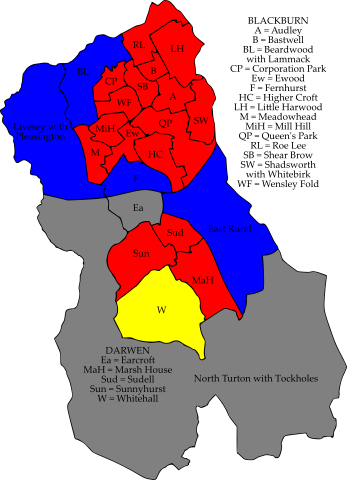 BLACKBURN
A = Audley
B = Bastwell
BL = Beardwood
with Lammack
CP = Corporation Park
Ew = Ewood
F = Fernhurst
HC = Higher Croft
LH = Little Harwood
M = Meadowhead
MiH = Mill Hill
QP = Queen's Park
RL = Roe Lee
SB = Shear Brow
SW = Shadsworth
with Whitebirk
WF = Wensley Fold
RL
LH
BL
B
CP
SB
A
WF
Livesey with
Pleasington
MiH
Ew
QP
SW
M
HC
F
Ea
Sud
East Rural
Sun
MaH
W
DARWEN
Ea = Earcroft
MaH = Marsh House
Sud = Sudell
Sun = Sunnyhurst
W = Whitehall
North Turton with Tockholes